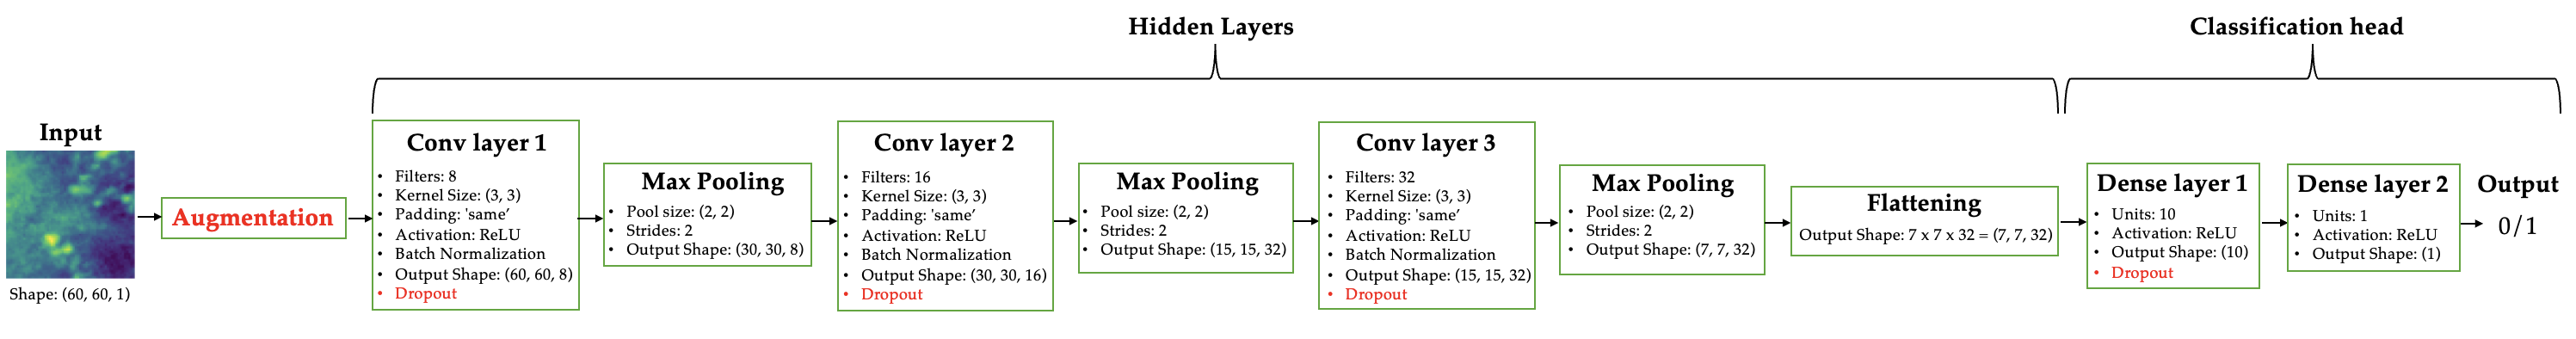 Hidden Layers
Classification head
Input
Shape: (60, 60, 1)
Augmentation
Conv layer 1
• Filters: 8
• Kernel Size: (3, 3)
• Padding: 'same’
• Activation: ReLU
• Batch Normalization
• Output Shape: (60, 60, 8)
• Dropout
Max Pooling
• Pool size: (2, 2)
• Strides: 2
• Output Shape: (30, 30, 8)
Conv layer 2
• Filters: 16
• Kernel Size: (3, 3)
• Padding: 'same’
• Activation: ReLU
• Batch Normalization
• Output Shape: (30, 30, 16)
• Dropout
Max Pooling
• Pool size: (2, 2)
• Strides: 2
• Output Shape: (15, 15, 32)
Conv layer 3
• Filters: 32
• Kernel Size: (3, 3)
• Padding: 'same’
• Activation: ReLU
• Batch Normalization
• Output Shape: (15, 15, 32)
• Dropout
Max Pooling
• Pool size: (2, 2)
• Strides: 2
• Output Shape: (7, 7, 32)
Flattening
Output Shape: 7 x 7 x 32 = (7, 7, 32)
Dense layer 1
• Units: 10
• Activation: ReLU
• Output Shape: (10)
• Dropout
Dense layer 2
• Units: 1
• Activation: ReLU
• Output Shape: (1)
Output
0/1